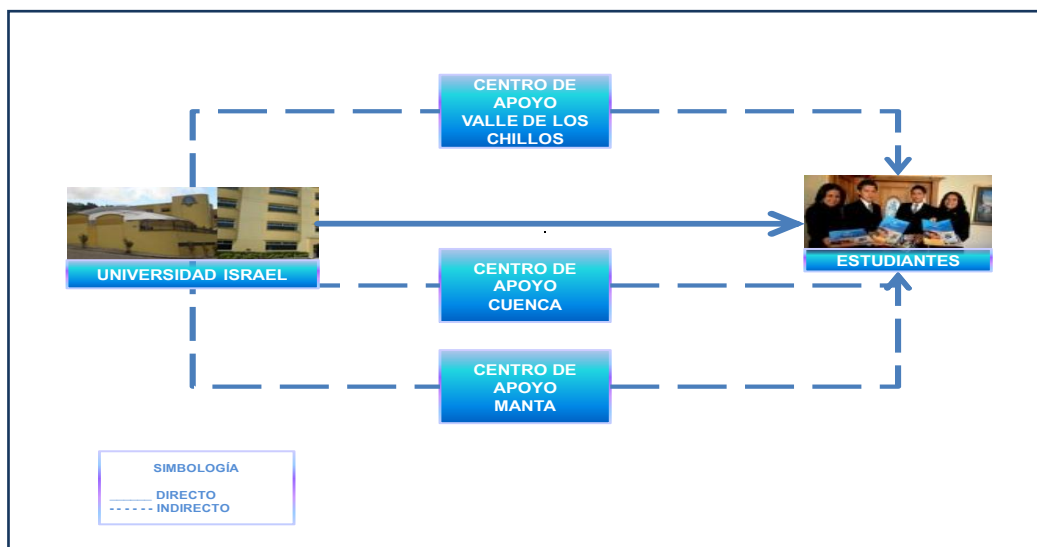 CENTRO DE
APOYO
VALLE DE LOS
CHILLOS
UNIVERSIDAD ISRAEL
ESTUDIANTES
CENTRO DE
APOYO
CUENCA
CENTRO DE
APOYO
MANTA
SIMBOLOGÍA
______ DIRECTO
- - - - - - INDIRECTO